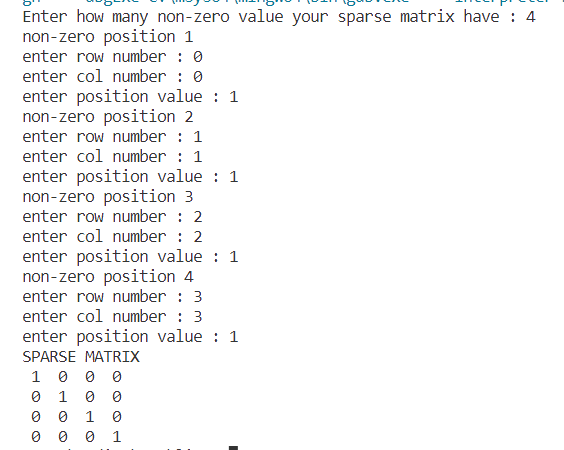 Enter how many non-zero value your sparse matrix have : 4
non-zero position 1
enter row number : 0
enter col number : 0
enter position value : 1
non-zero position 2
enter row number : 1
enter col number : 1
enter position value : 1
non-zero position 3
enter row number : 2
enter col number : 2
enter position value : 1
non-zero position 4
enter row number : 3
enter col number : 3
enter position value : 1
SPARSE MATRIX
1 0 0 0
0 1 0 0
0 0 1 0
0 0 0 1